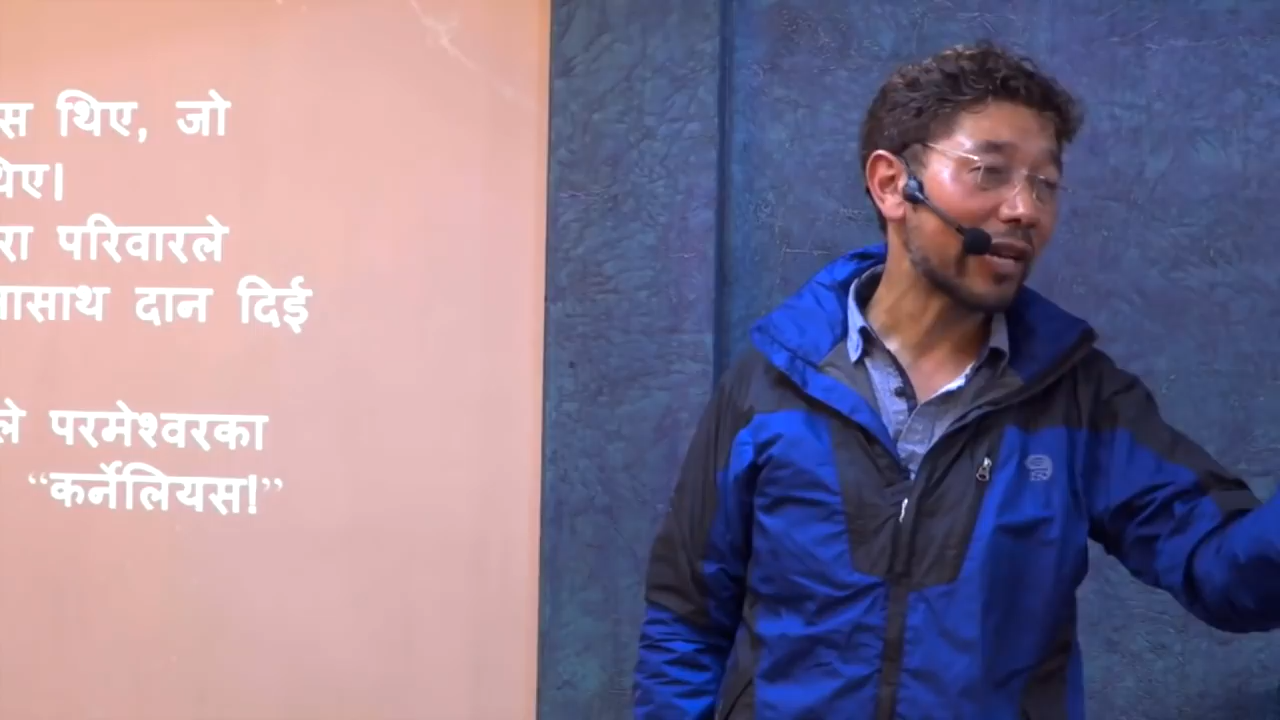 थिए, जो
थिए।
परिवारले
दान दिई
परमेश्वरका
“कर्नेलियस!”